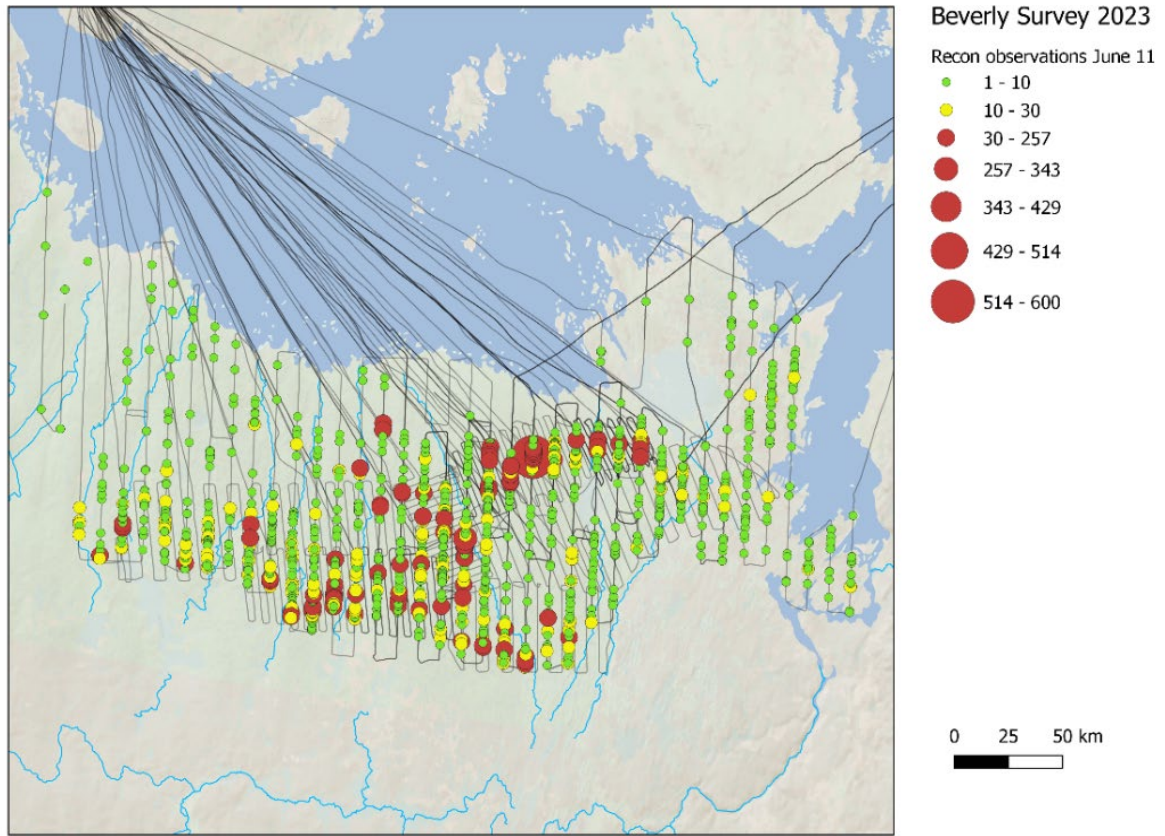 Beverly Survey 2023
Recon observations June 11
1 - 10
10 - 30
30 - 257
257 - 343
343 - 429
429 - 514
514 - 600
0 25 50 km